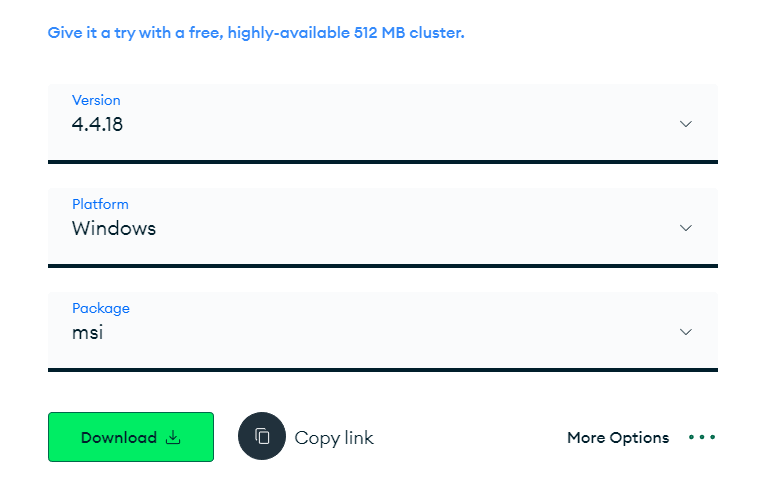 Give it a try with a free, highly-available 512 MB cluster.
Version
4.4.18
Platform
Windows
Package
msi
Download
Copy link
More Options